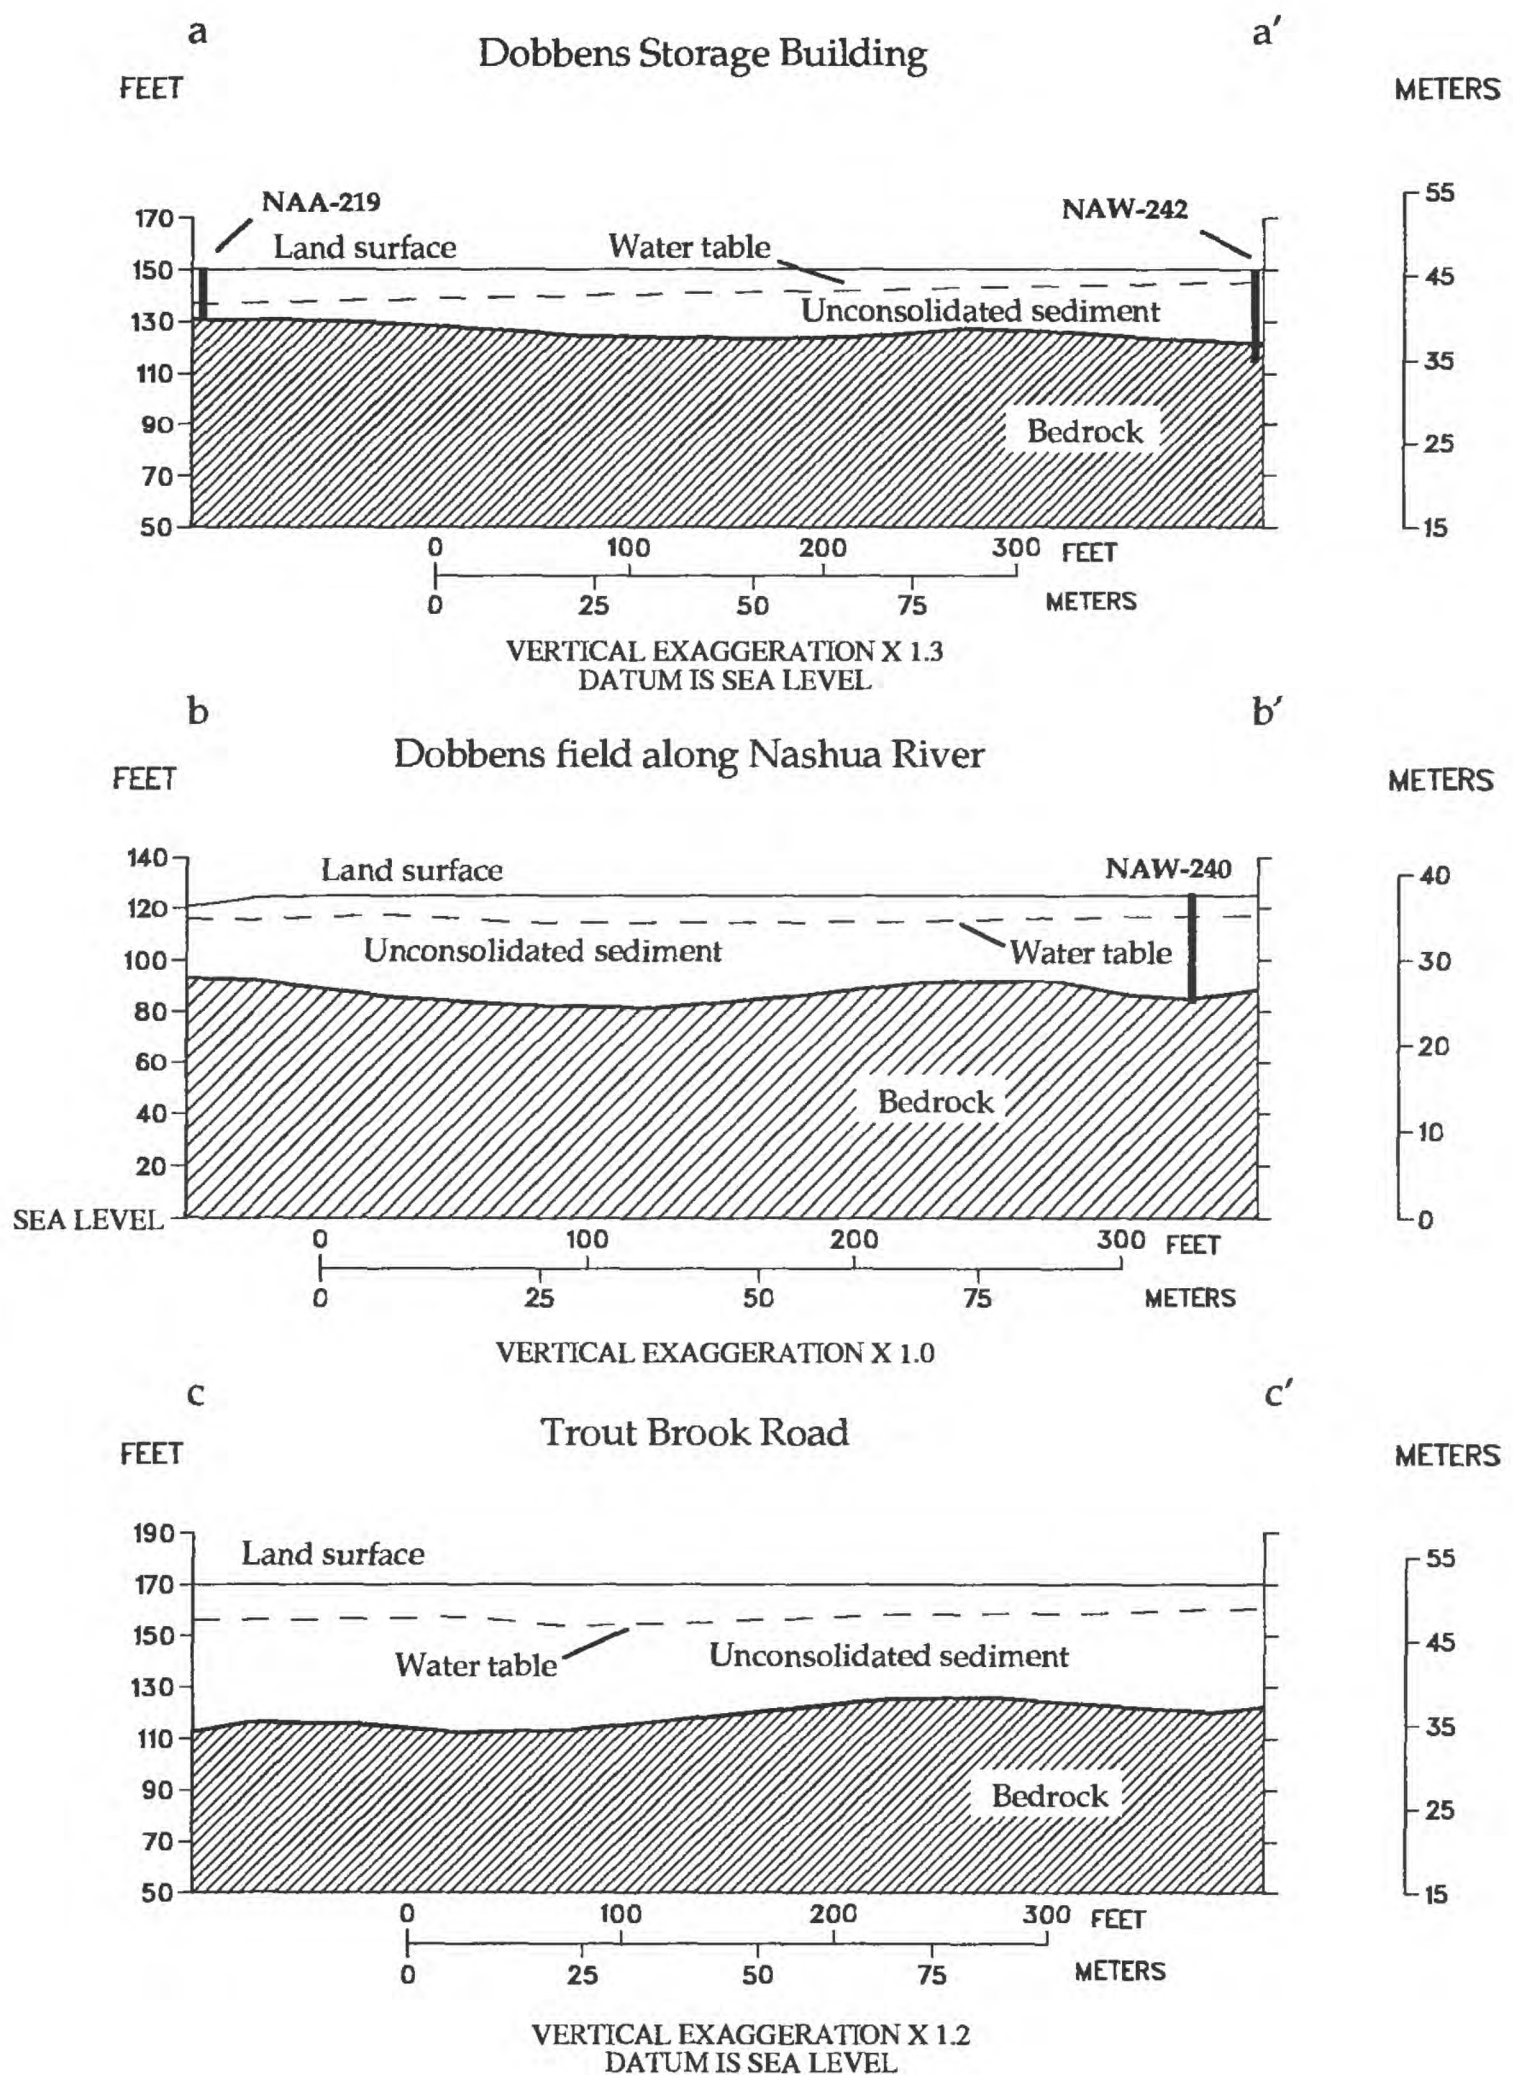 a a′
Dobbens Storage Building
FEET METERS
NAA-219 NAW-242
Land surface Water table
Unconsolidated sediment
Bedrock
170
150
130
110
90
70
50
55
45
35
25
15
0 100 200 300 FEET
0 25 50 75 METERS
VERTICAL EXAGGERATION X 1.3
DATUM IS SEA LEVEL
b b′
Dobbens field along Nashua River
FEET METERS
Land surface NAW-240
Unconsolidated sediment Water table
Bedrock
140
120
100
80
60
40
20
SEA LEVEL
40
30
20
10
0
0 100 200 300 FEET
0 25 50 75 METERS
VERTICAL EXAGGERATION X 1.0
c c′
Trout Brook Road
FEET METERS
Land surface
Water table Unconsolidated sediment
Bedrock
190
170
150
130
110
90
70
50
55
45
35
25
15
0 100 200 300 FEET
0 25 50 75 METERS
VERTICAL EXAGGERATION X 1.2
DATUM IS SEA LEVEL